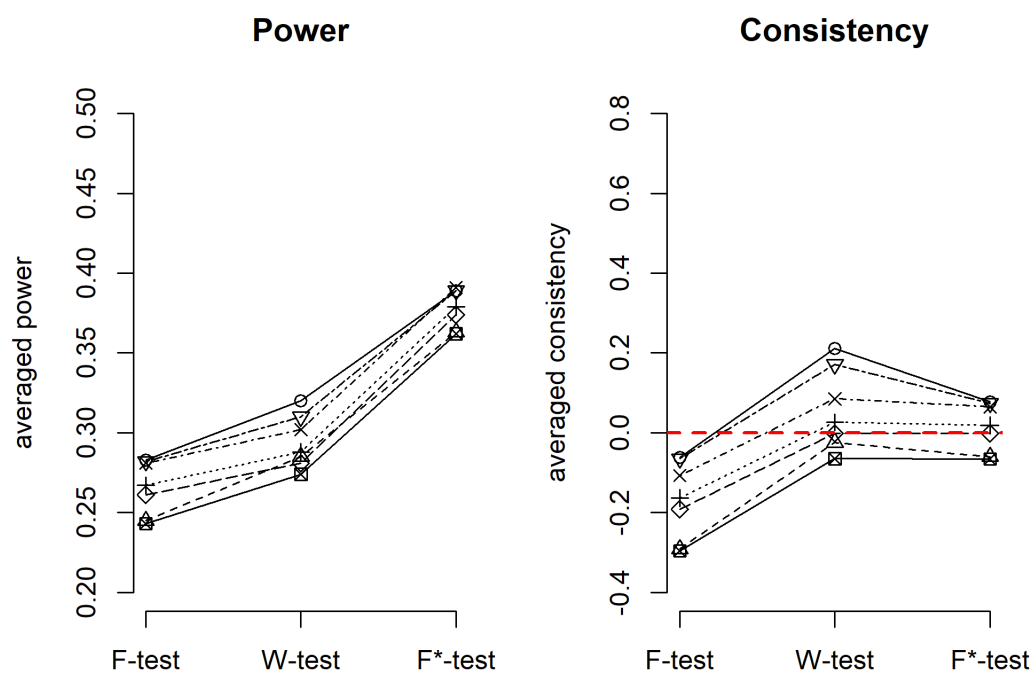 Power
averaged power
0.50
0.45
0.40
0.35
0.30
0.25
0.20
F-test
W-test
F*-test
Consistency
averaged consistency
0.8
0.6
0.4
0.2
0.0
-0.2
-0.4
F-test
W-test
F*-test